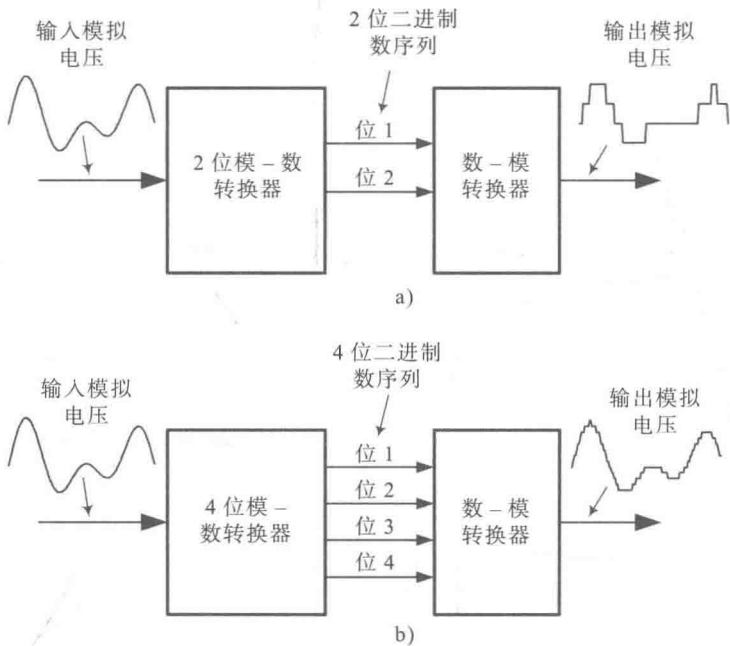 输入模拟
电压
2 位二进制
数序列
输出模拟
电压
2 位模 – 数
转换器
位 1
位 2
数 – 模
转换器
a)
输入模拟
电压
4 位二进制
数序列
输出模拟
电压
4 位模 –
数转换器
位 1
位 2
位 3
位 4
数 – 模
转换器
b)